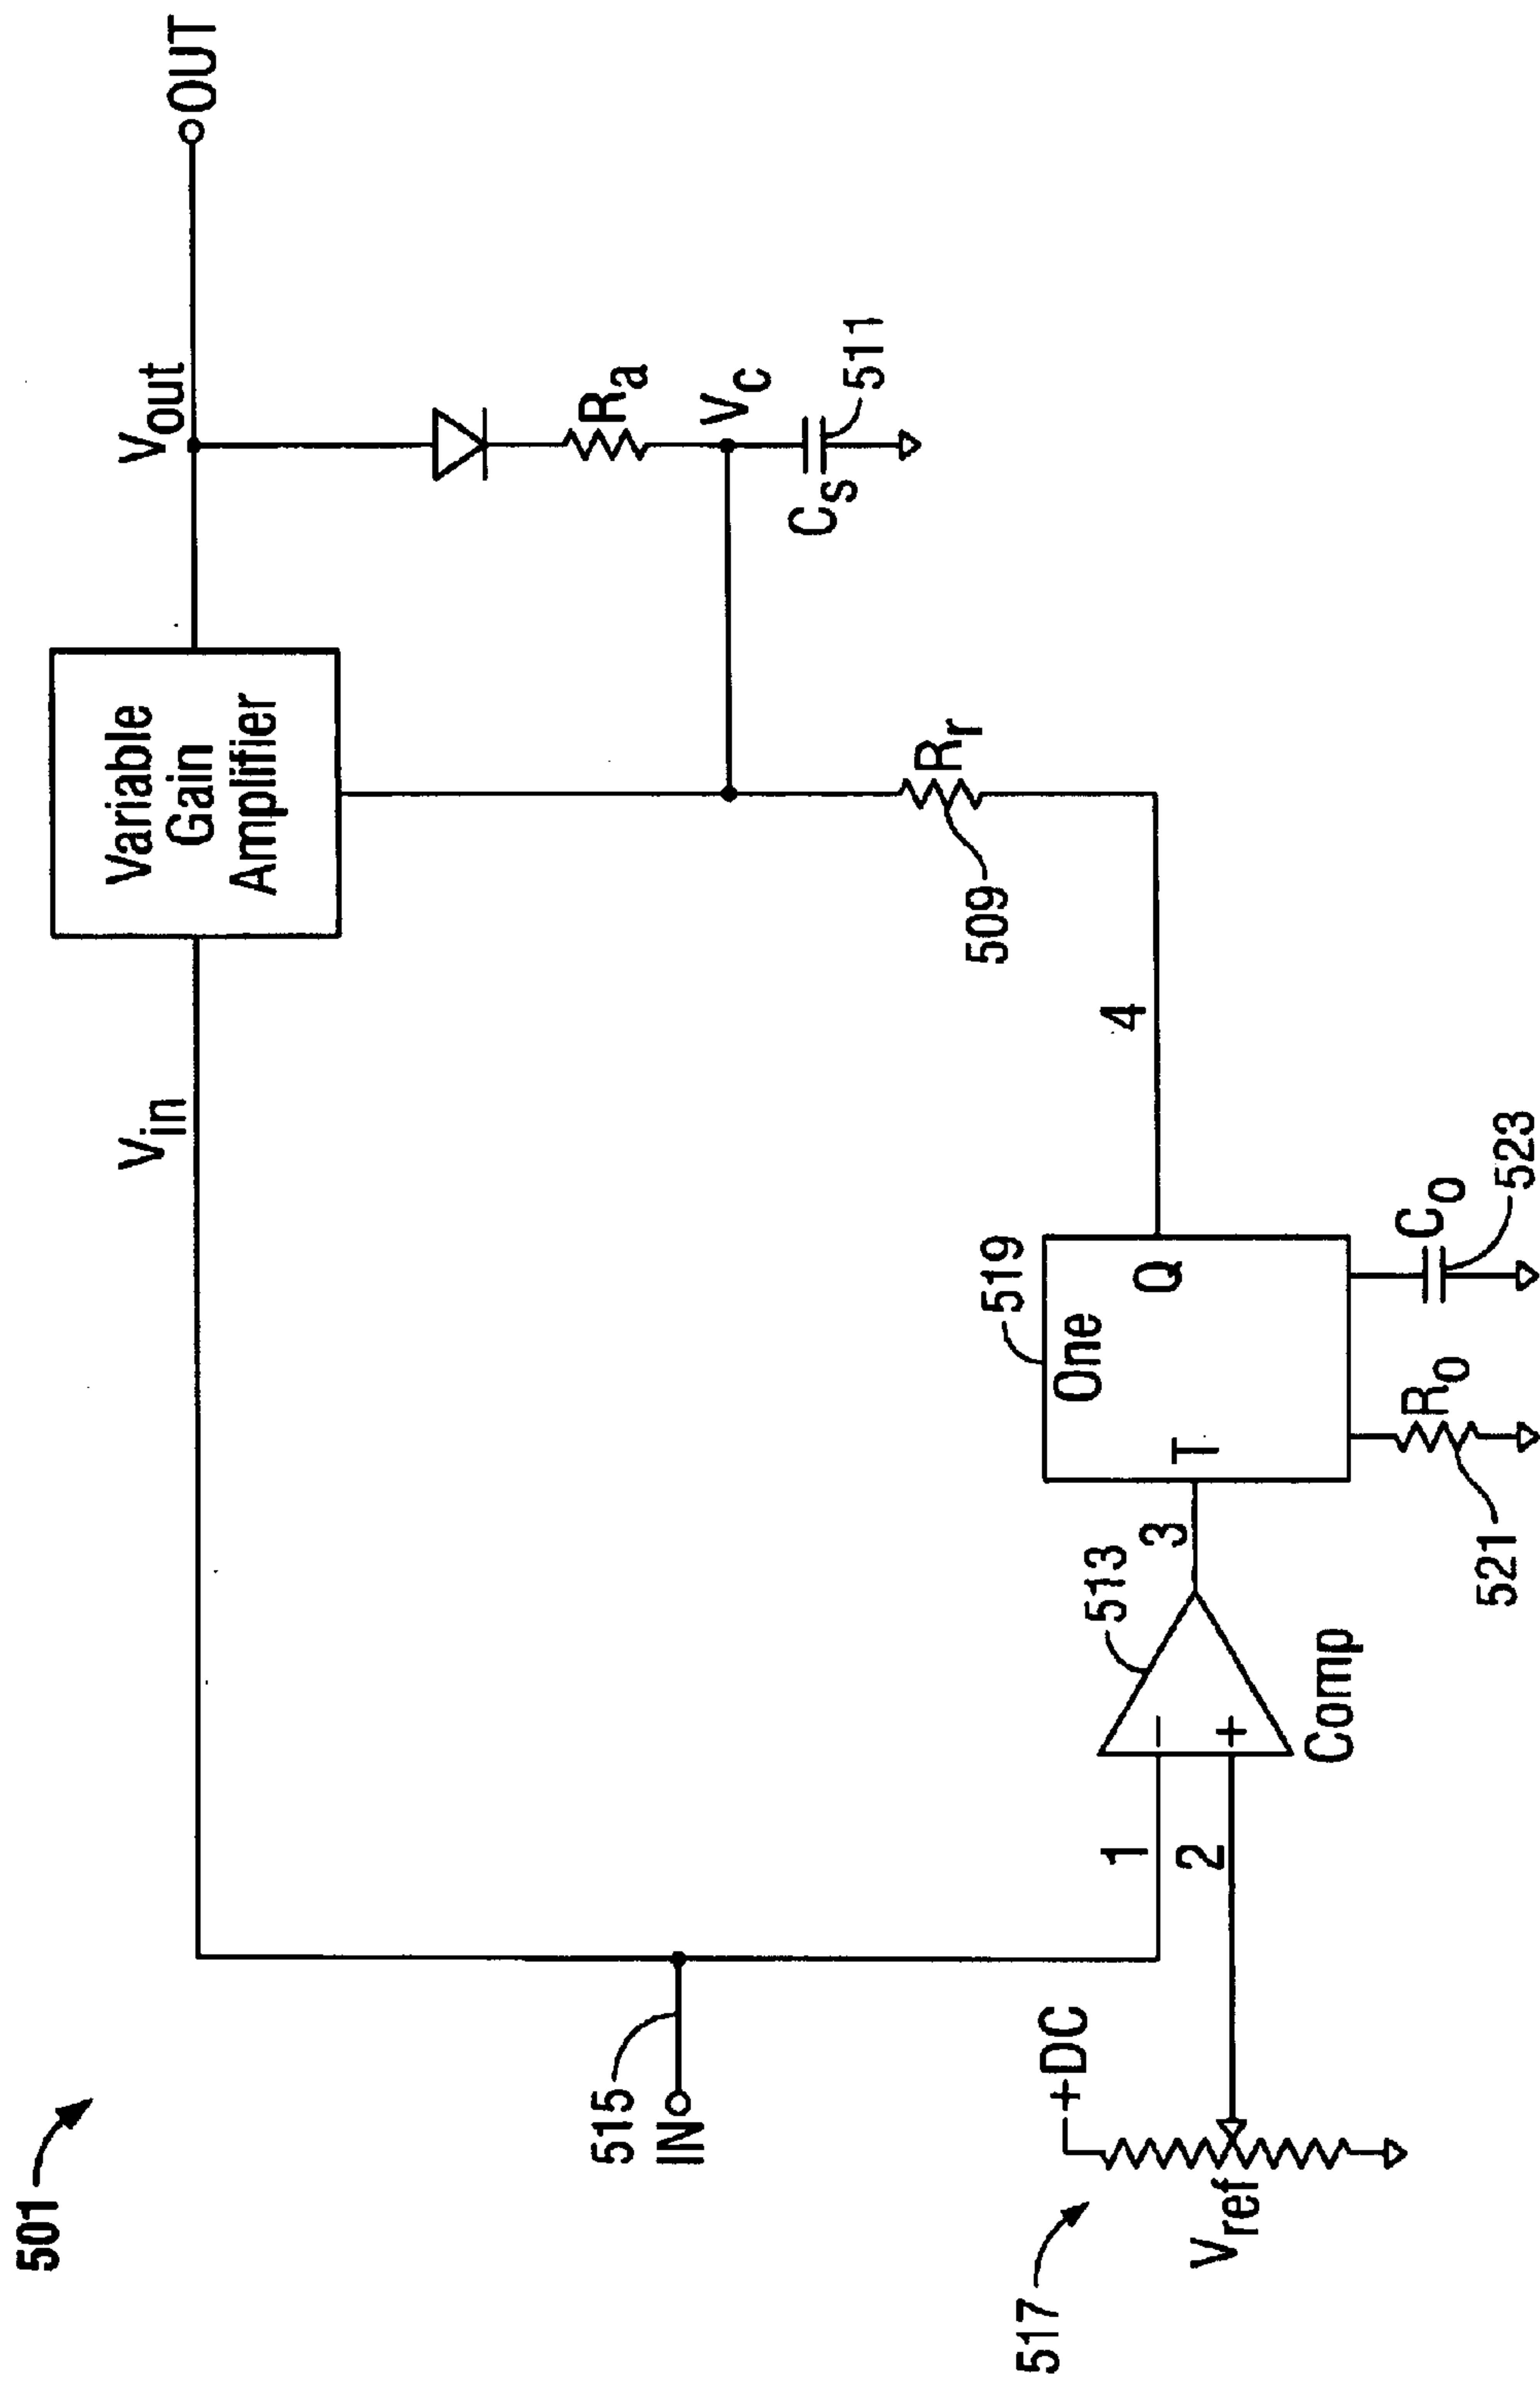 501
Variable
Gain
Amplifier
Vin
Vout
OUT
Ra
Vc
Cs
511
Rr
509
515
IN
4
519
One
T
Q
513
3
1
2
Comp
+DC
517
Vref
Ro
521
Co
523